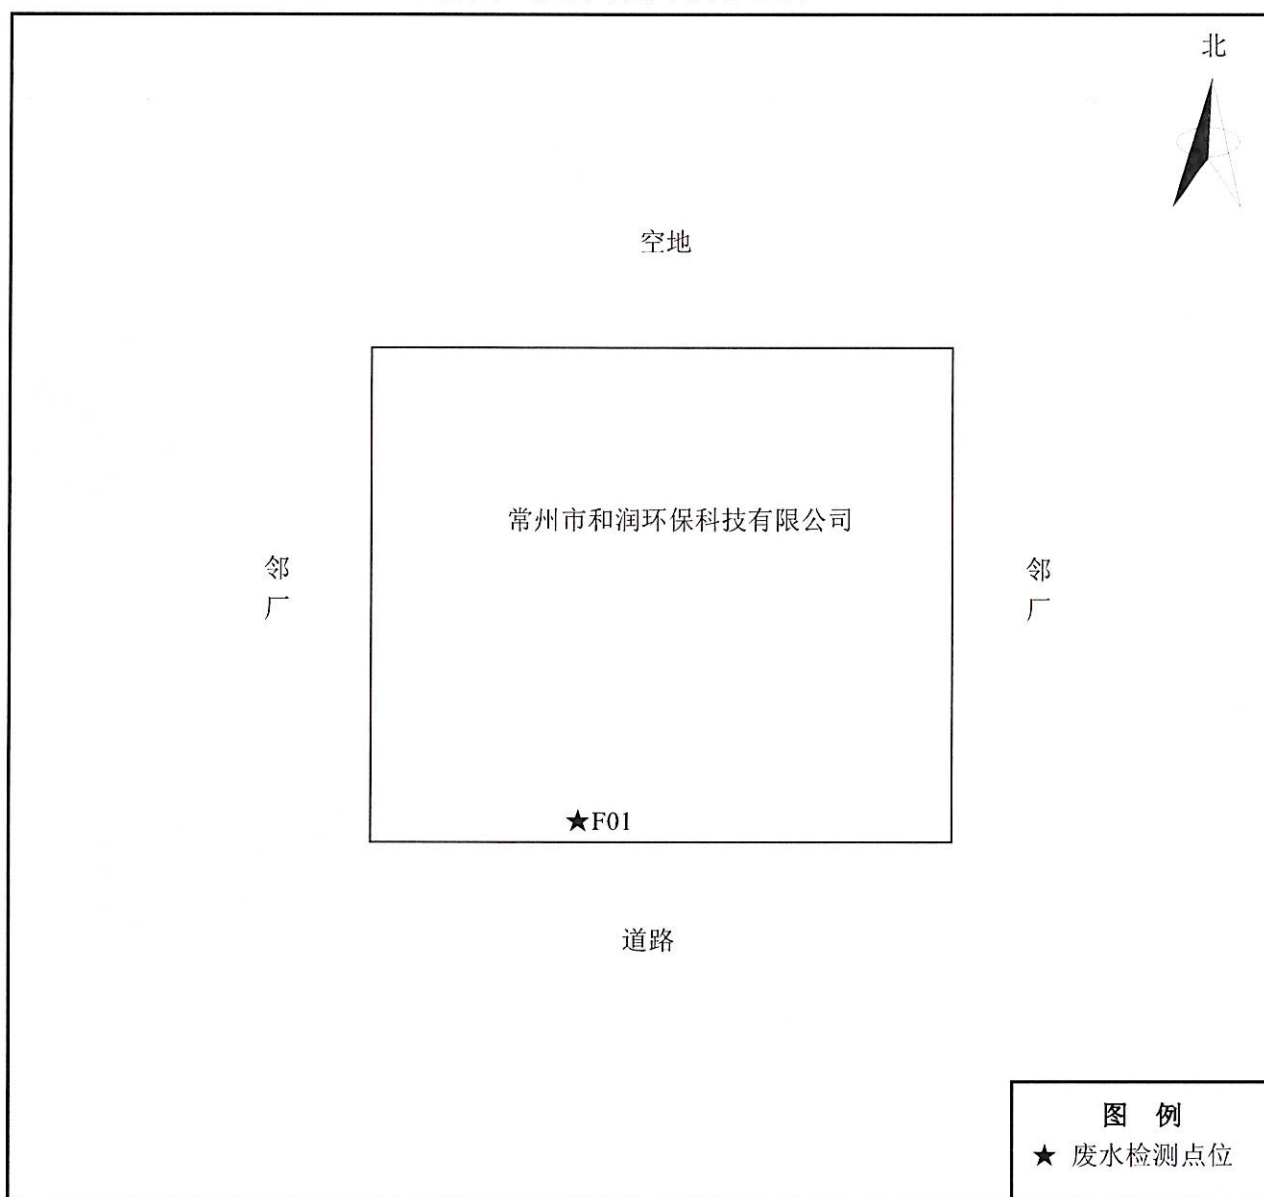 北
空地
常州市和润环保科技有限公司
邻
厂
邻
厂
★F01
道路
图 例
★ 废水检测点位